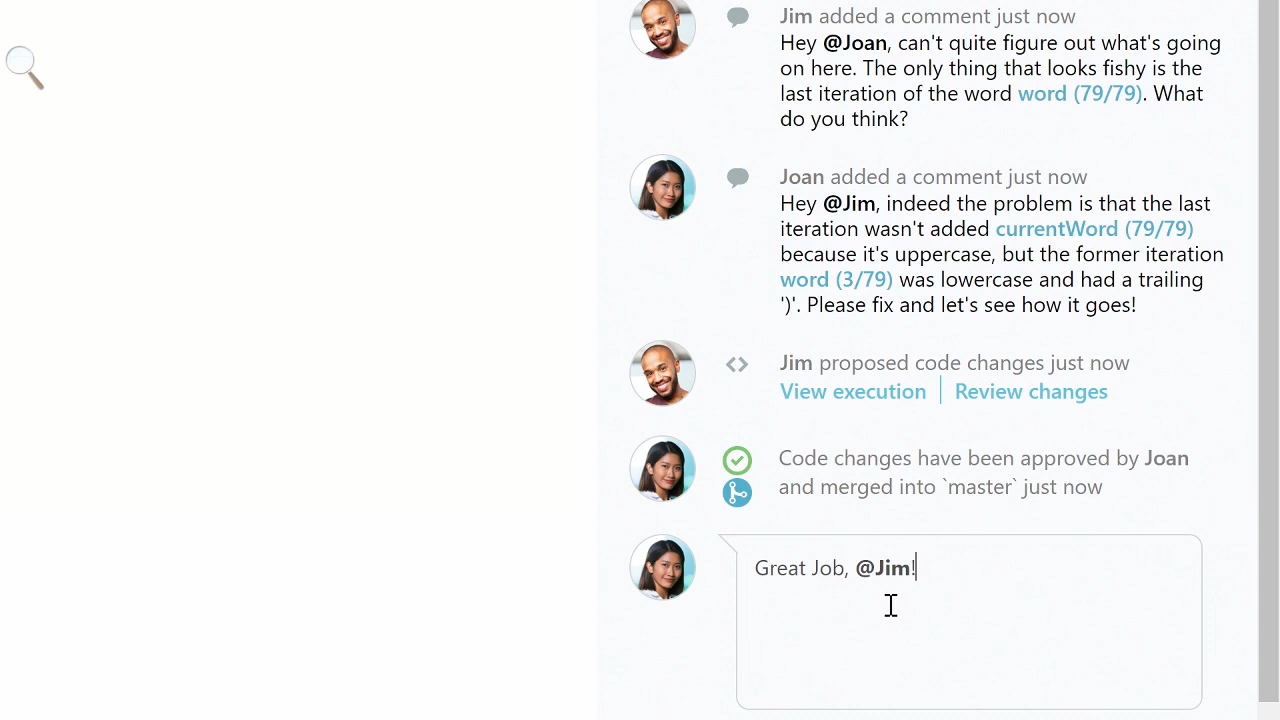 Jim added a comment just now
Hey @Joan, can't quite figure out what's going
on here. The only thing that looks fishy is the
last iteration of the word word (79/79). What
do you think?
Joan added a comment just now
Hey @Jim, indeed the problem is that the last
iteration wasn't added currentWord (79/79)
because it's uppercase, but the former iteration
word (3/79) was lowercase and had a trailing
')'. Please fix and let's see how it goes!
Jim proposed code changes just now
View execution | Review changes
Code changes have been approved by Joan
and merged into `master` just now
Great Job, @Jim!